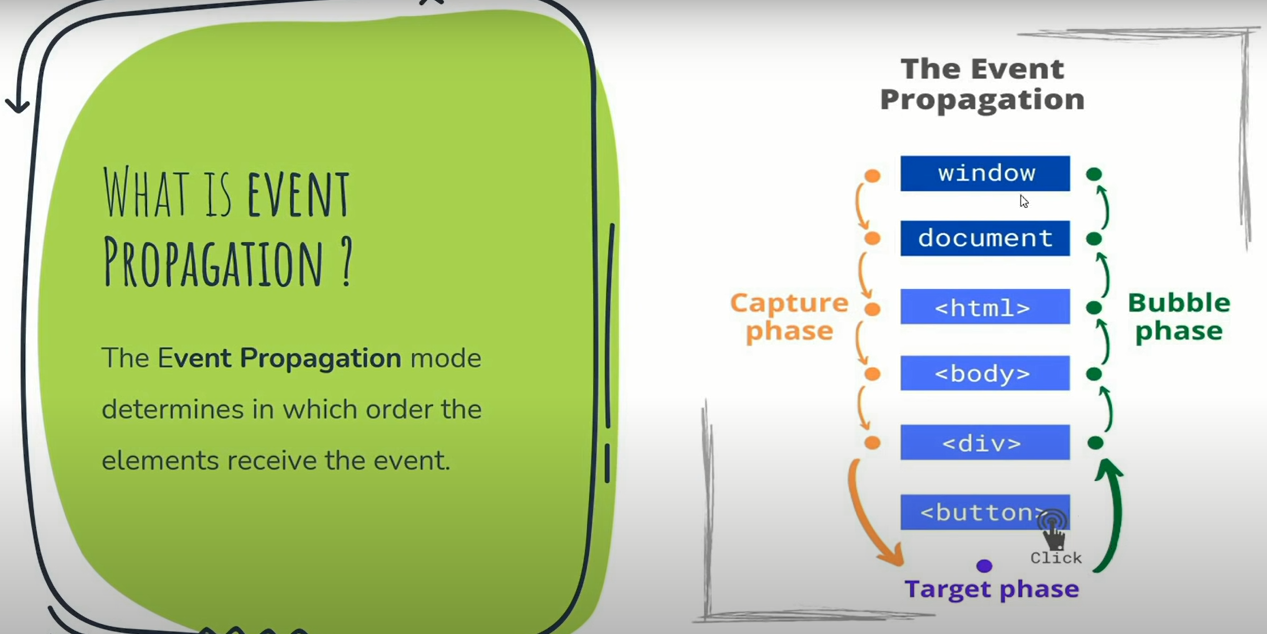 What is event
Propagation ?
The Event Propagation mode
determines in which order the
elements receive the event.
The Event
Propagation
window
document
<html>
<body>
<div>
<button>
Click
Target phase
Capture
phase
Bubble
phase